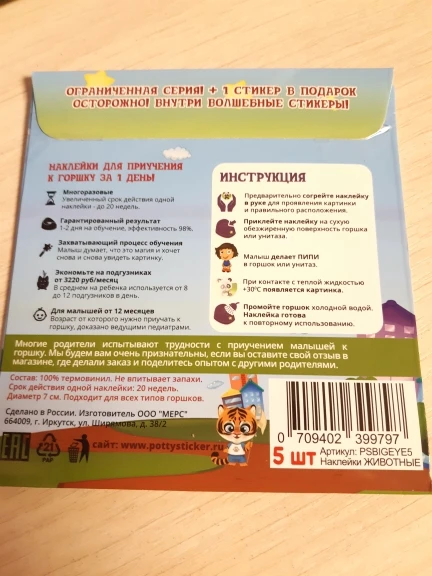 ОГРАНИЧЕННАЯ СЕРИЯ! + 1 СТИКЕР В ПОДАРОК
ОСТОРОЖНО! ВНУТРИ ВОЛШЕБНЫЕ СТИКЕРЫ!
НАКЛЕЙКИ ДЛЯ ПРИУЧЕНИЯ
К ГОРШКУ ЗА 1 ДЕНЬ!
Многоразовые
Увеличенный срок действия одной
наклейки - до 20 недель.
Гарантированный результат
1-2 дня на обучение, эффективность 98%.
Захватывающий процесс обучения
Малыш думает, что это магия и хочет
снова и снова увидеть картинку.
Экономьте на подгузниках
от 3220 руб/месяц
В среднем на ребенка используется от 8
до 12 подгузников в день.
Для малышей от 12 месяцев
Возраст от которого нужно приучать к
горшку, доказано ведущими педиатрами.
ИНСТРУКЦИЯ
Предварительно согрейте наклейку
в руке для проявления картинки
и правильного расположения.
Приклейте наклейку на сухую
обезжиренную поверхность горшка
или унитаза.
Малыш делает ПИПИ
в горшок или унитаз.
При контакте с теплой жидкостью
+30°C появляется картинка.
Промойте горшок холодной водой.
Наклейка готова
к повторному использованию.
Многие родители испытывают трудности с приучением малышей к
горшку. Мы будем вам очень признательны, если вы оставите свой отзыв в
магазине, где делали заказ и поделитесь опытом с другими родителями.
Состав: 100% термовинил. Не впитывает запахи.
Срок действия одной наклейки: 20 недель.
Диаметр 7 см. Подходит для всех типов горшков.
Сделано в России. Изготовитель ООО "МЕРС"
664009, г. Иркутск, ул. Ширямова, д. 38/2
EAC
21
PAP
сайт: www.pottysticker.ru
0 709402 399797
5 шт
Артикул: PSBIGEYE5
Наклейки ЖИВОТНЫЕ